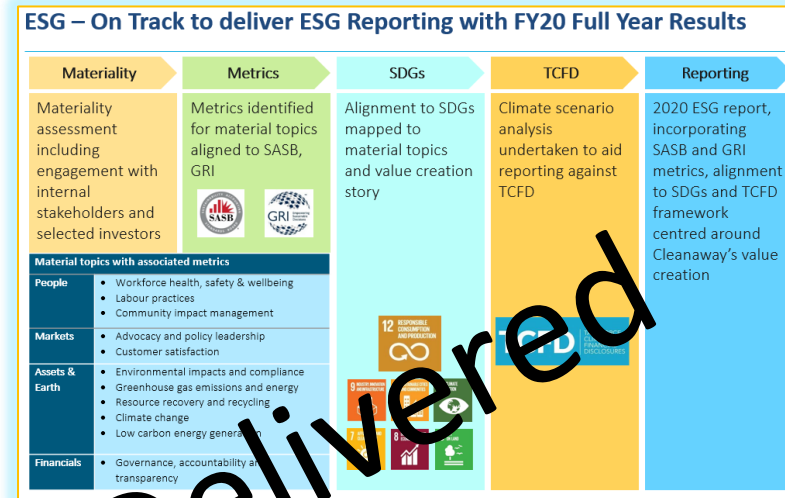 ESG – On Track to deliver ESG Reporting with FY20 Full Year Results
Materiality
Metrics
SDGs
TCFD
Reporting
Materiality
assessment
including
engagement with
internal
stakeholders and
selected investors
Metrics identified
for material topics
aligned to SASB,
GRI
SASB
GRI
Alignment to SDGs
mapped to
material topics
and value creation
story
Climate scenario
analysis
undertaken to aid
reporting against
TCFD
2020 ESG report,
incorporating
SASB and GRI
metrics, alignment
to SDGs and TCFD
framework
centred around
Cleanaway’s value
creation
Material topics with associated metrics
People
• Workforce health, safety & wellbeing
• Labour practices
• Community impact management
Markets
• Advocacy and policy leadership
• Customer satisfaction
Assets &
Earth
• Environmental impacts and compliance
• Greenhouse gas emissions and energy
• Resource recovery and recycling
• Climate change
• Low carbon energy generation
Financials
• Governance, accountability and
transparency
12 RESPONSIBLE
CONSUMPTION
AND PRODUCTION
9
7
8
TCFD
FINANCIAL
DISCLOSURES
Delivered